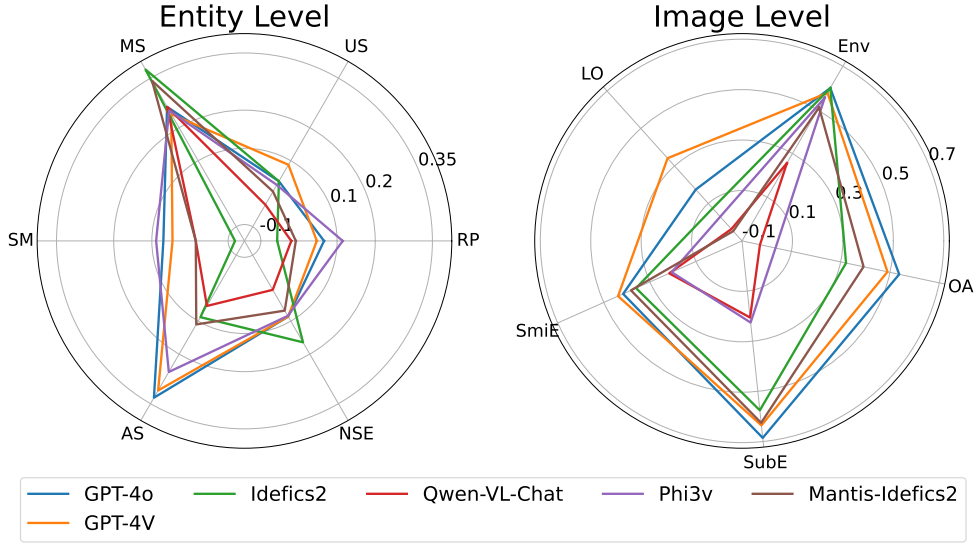 Entity Level
Image Level
MS
US
Env
LO
0.35
0.7
0.2
0.5
0.1
0.3
0.1
-0.1
-0.1
SM
RP
OA
SmiE
AS
NSE
SubE
GPT-4o
Idefics2
Qwen-VL-Chat
Phi3v
Mantis-Idefics2
GPT-4V